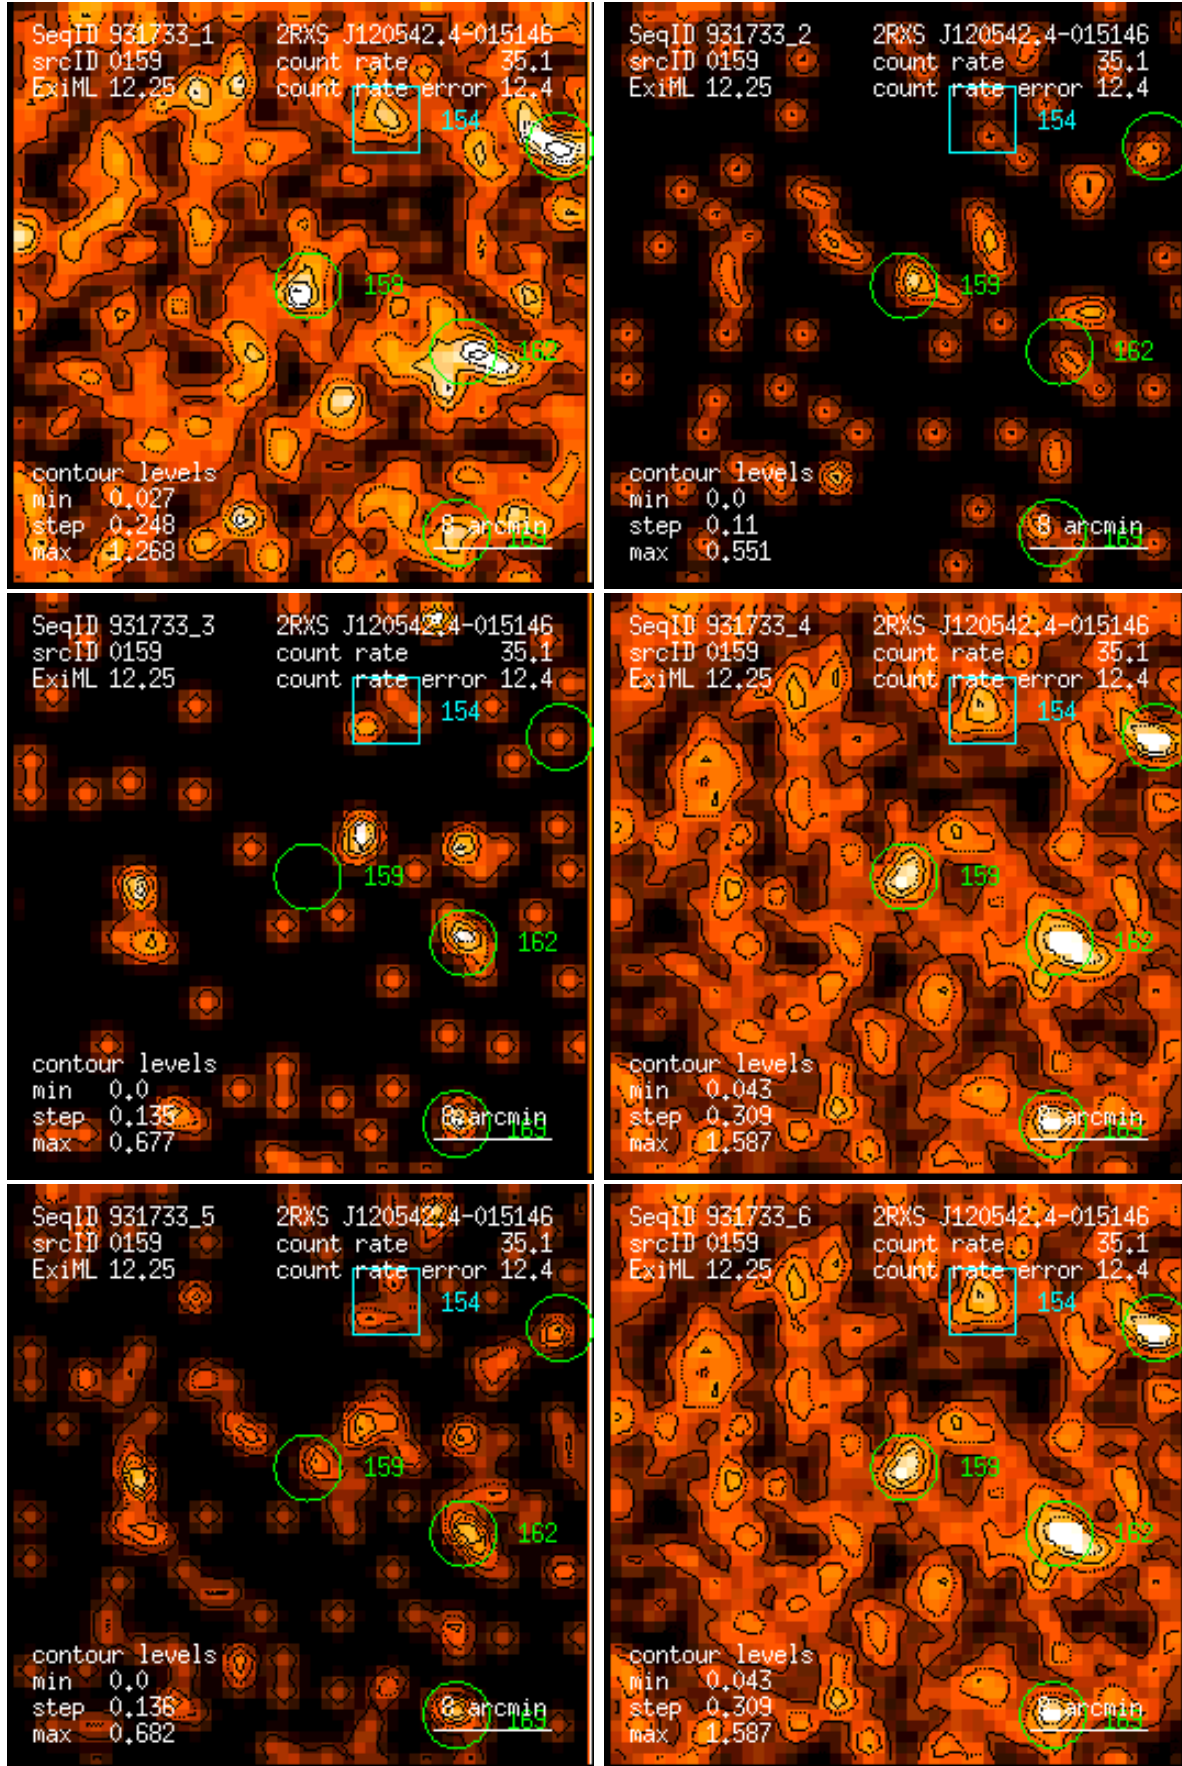 SeqID 931733_1 2RXS J120542.4-015146
srcID 0159 count rate 35.1
ExiML 12.25 count rate error 12.4
154
159
162
contour levels
min 0.027
step 0.248
max 1.268
8 arcmin
169
SeqID 931733_2 2RXS J120542.4-015146
srcID 0159 count rate 35.1
ExiML 12.25 count rate error 12.4
154
159
162
contour levels
min 0.0
step 0.11
max 0.551
8 arcmin
169
SeqID 931733_3 2RXS J120542.4-015146
srcID 0159 count rate 35.1
ExiML 12.25 count rate error 12.4
154
159
162
contour levels
min 0.0
step 0.135
max 0.677
8 arcmin
169
SeqID 931733_4 2RXS J120542.4-015146
srcID 0159 count rate 35.1
ExiML 12.25 count rate error 12.4
154
159
162
contour levels
min 0.043
step 0.309
max 1.587
8 arcmin
169
SeqID 931733_5 2RXS J120542.4-015146
srcID 0159 count rate 35.1
ExiML 12.25 count rate error 12.4
154
159
162
contour levels
min 0.0
step 0.136
max 0.682
8 arcmin
169
SeqID 931733_6 2RXS J120542.4-015146
srcID 0159 count rate 35.1
ExiML 12.25 count rate error 12.4
154
159
162
contour levels
min 0.043
step 0.309
max 1.587
8 arcmin
169